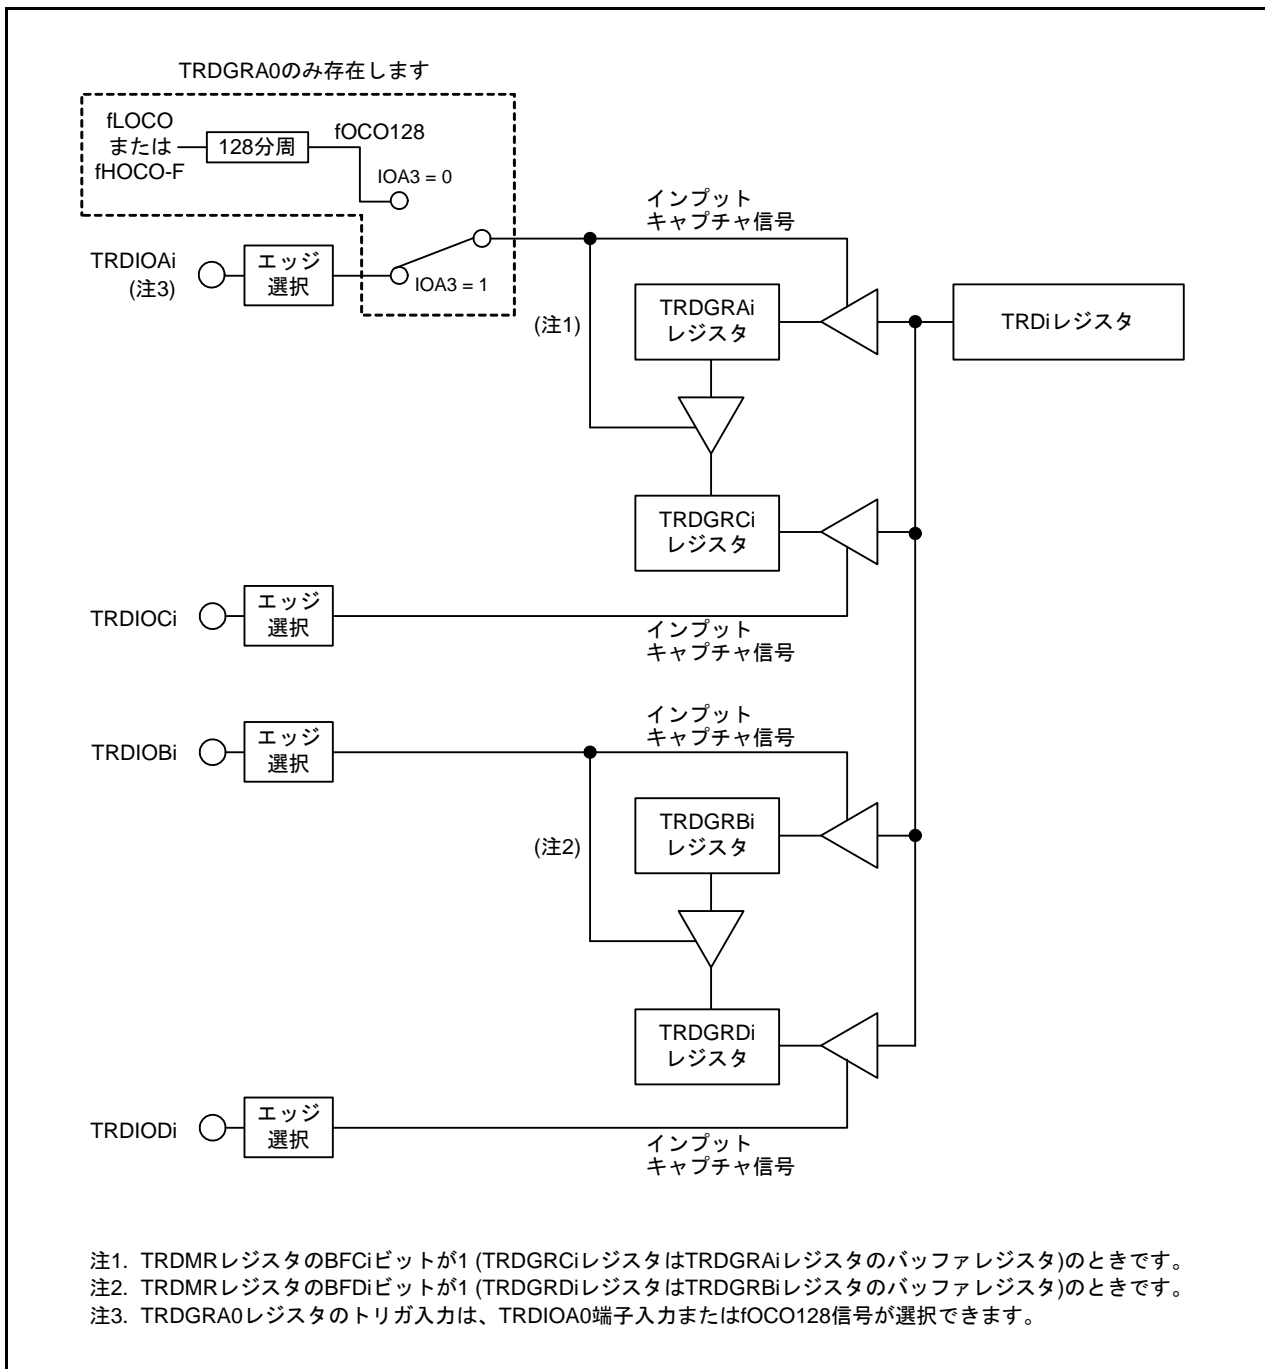 TRDGRA0のみ存在します
fLOCO
または
fHOCO-F
128分周
fOCO128
IOA3 = 0
IOA3 = 1
TRDIOAi
(注3)
エッジ
選択
インプット
キャプチャ信号
(注1)
TRDGRAi
レジスタ
TRDiレジスタ
TRDGRCi
レジスタ
TRDIOCi
エッジ
選択
インプット
キャプチャ信号
TRDIOBi
エッジ
選択
インプット
キャプチャ信号
(注2)
TRDGRBi
レジスタ
TRDGRDi
レジスタ
TRDIODi
エッジ
選択
インプット
キャプチャ信号
注1. TRDMRレジスタのBFCiビットが1 (TRDGRCiレジスタはTRDGRAiレジスタのバッファレジスタ)のときです。
注2. TRDMRレジスタのBFDiビットが1 (TRDGRDiレジスタはTRDGRBiレジスタのバッファレジスタ)のときです。
注3. TRDGRA0レジスタのトリガ入力は、TRDIOA0端子入力またはfOCO128信号が選択できます。